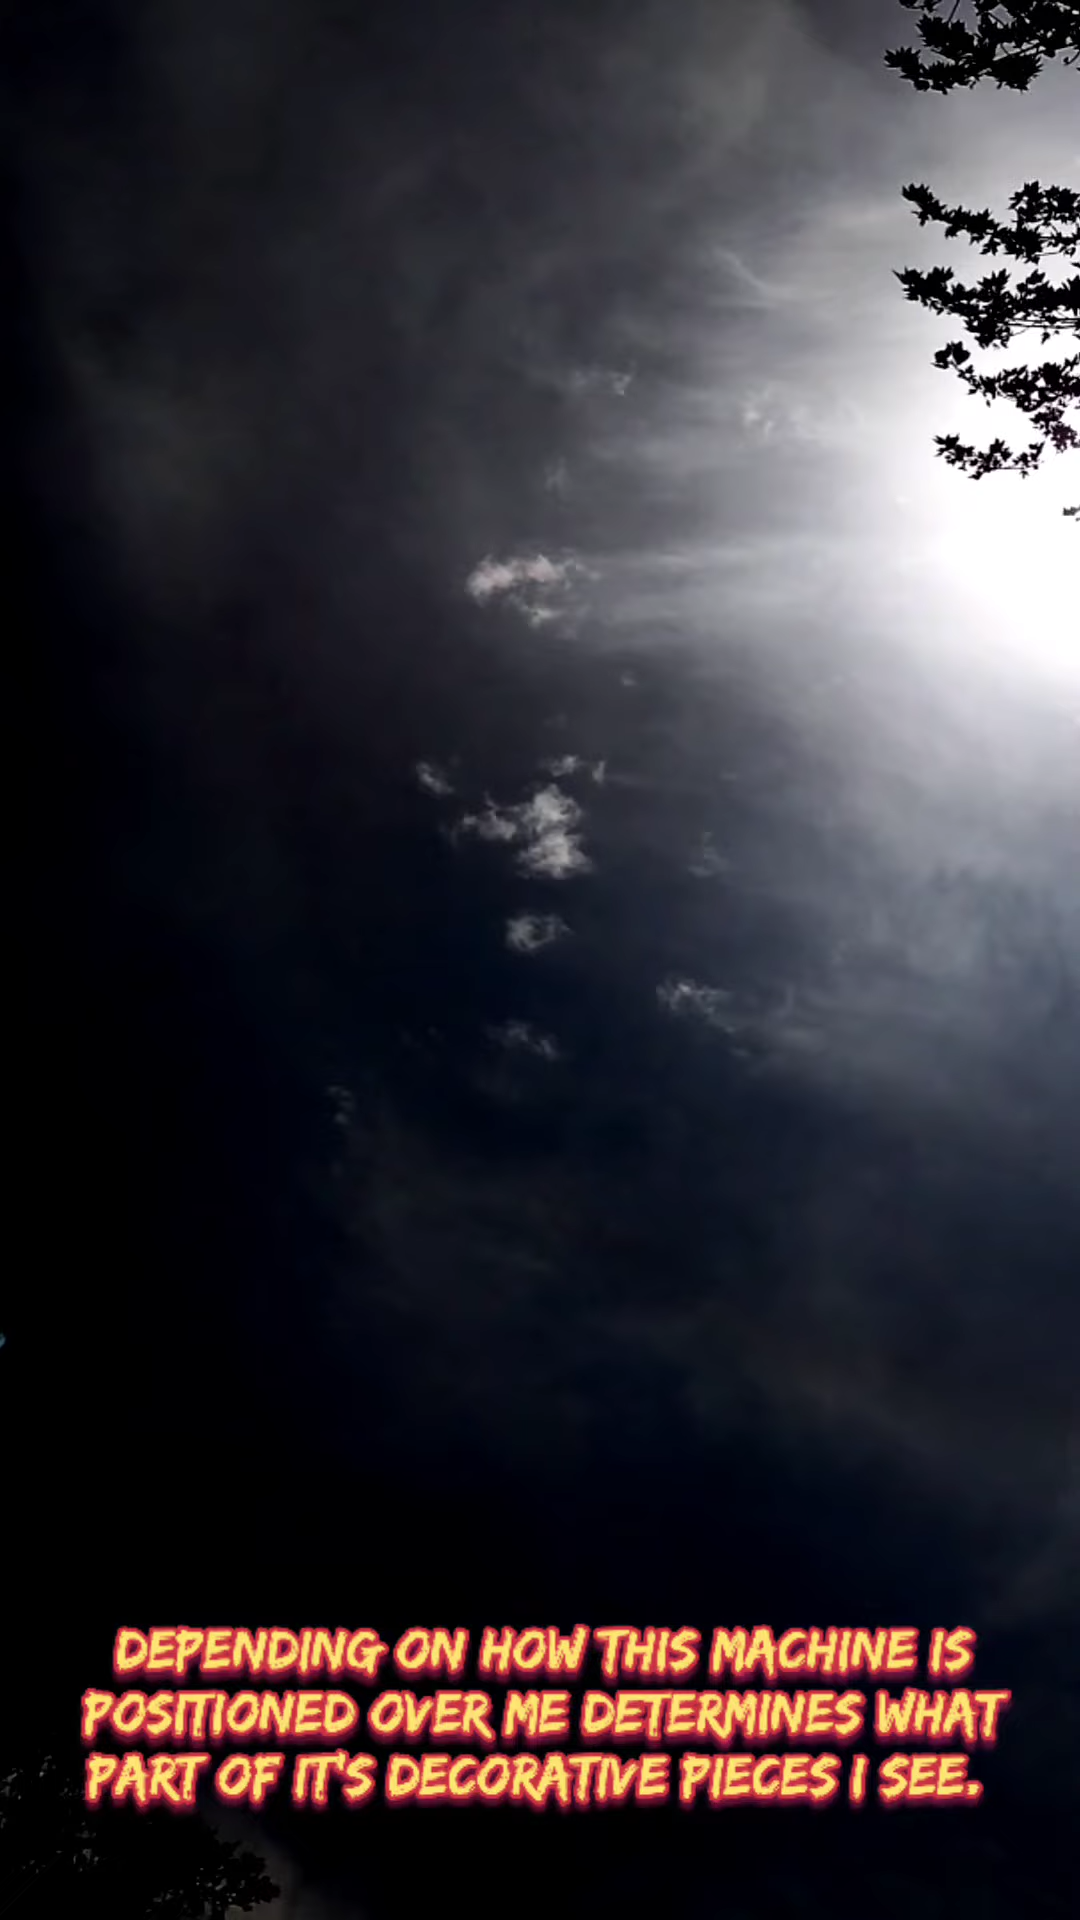 DEPENDING ON HOW THIS MACHINE IS
POSITIONED OVER ME DETERMINES WHAT
PART OF IT'S DECORATIVE PIECES I SEE.